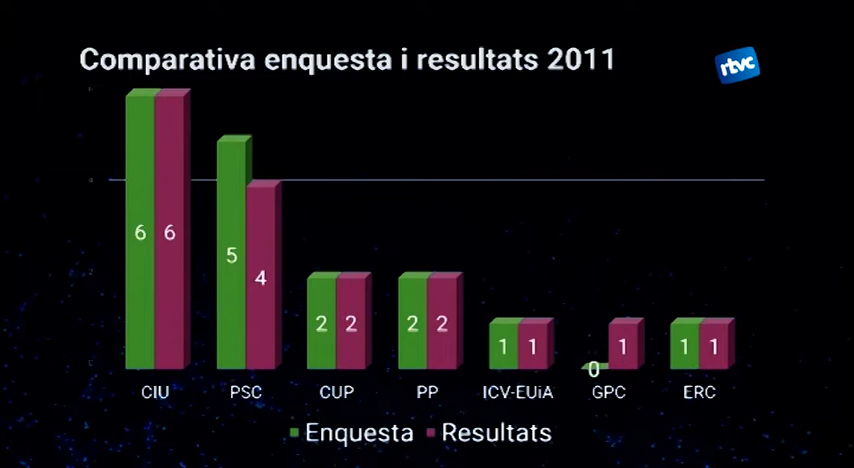 Comparativa enquesta i resultats 2011
rtvc
6 6
5 4
2 2
2 2
1 1
0 1
1 1
CIU PSC CUP PP ICV-EUiA GPC ERC
Enquesta Resultats